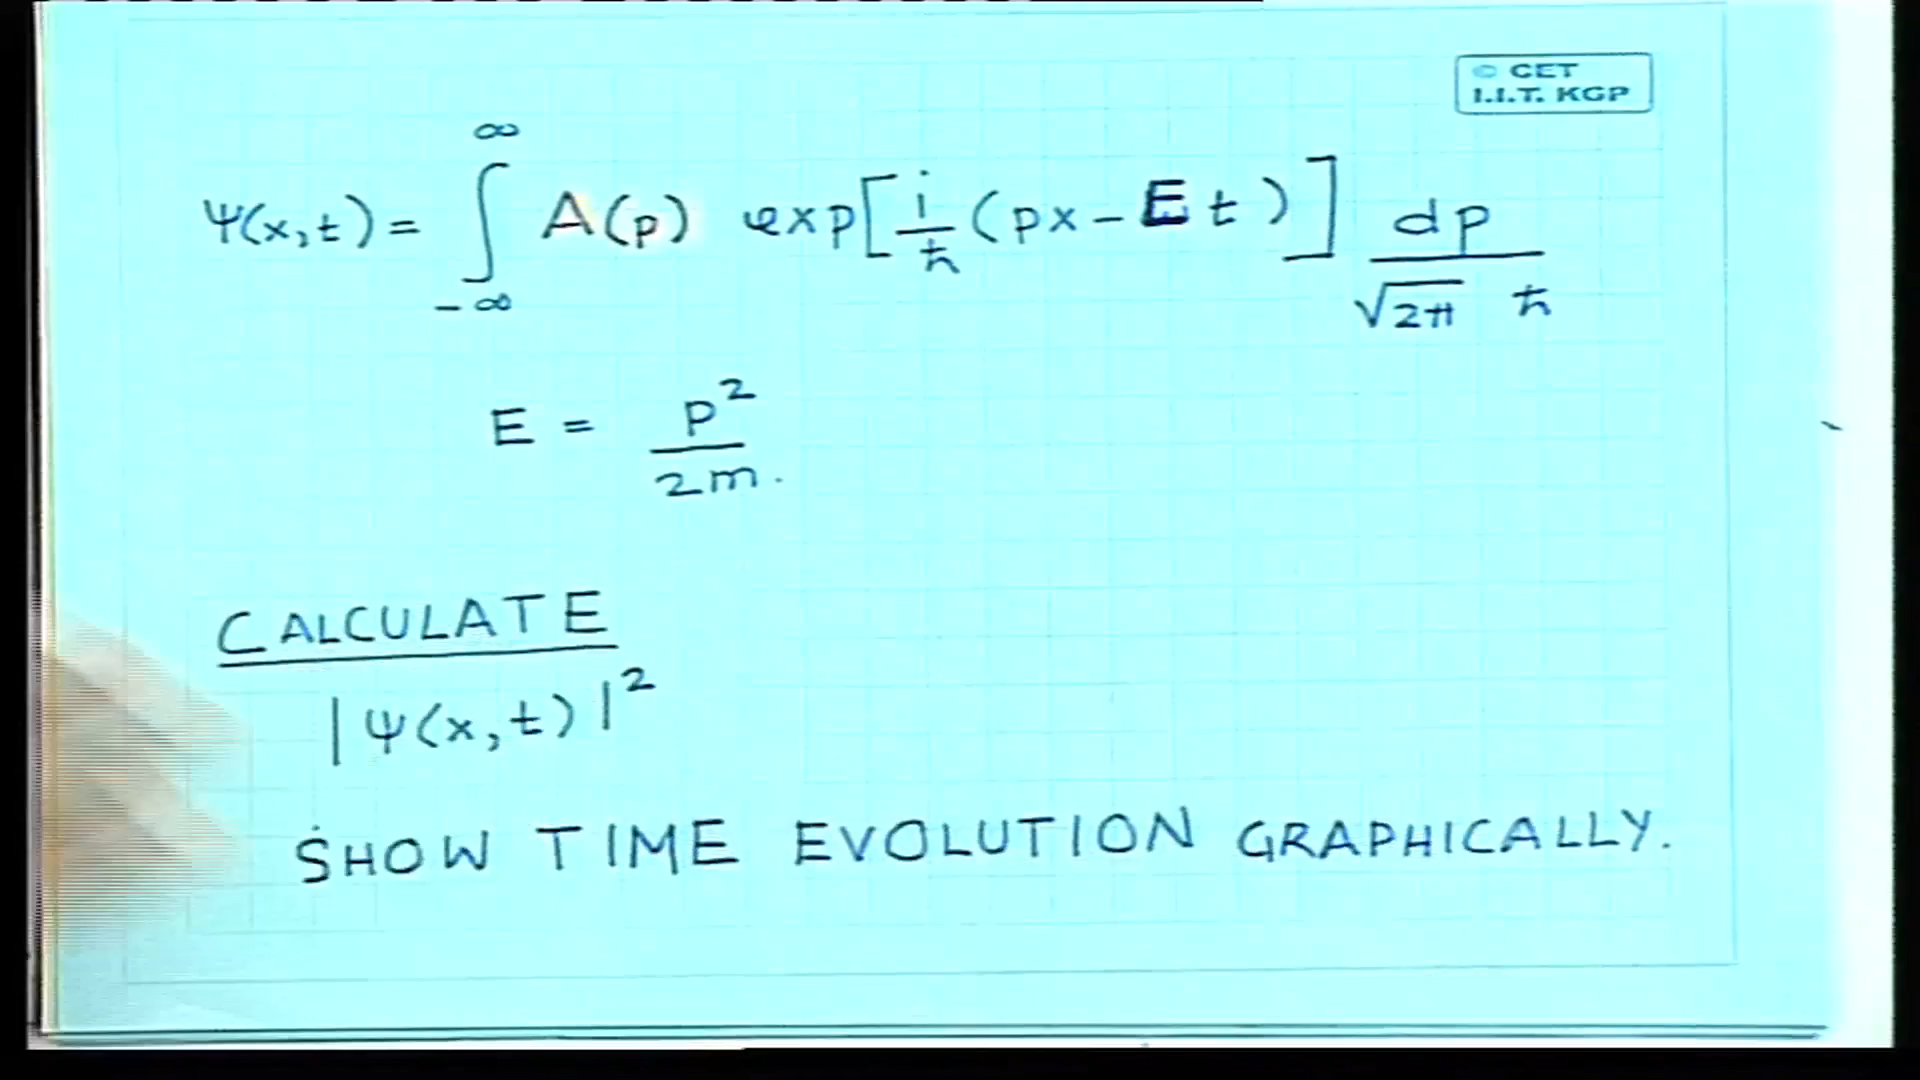 © CET
I.I.T. KGP
ψ(x,t) = ∫_{-∞}^{∞} A(p) exp[i/ħ (px - Et)] dp/(√2π ħ)
E = p²/2m.
CALCULATE
|ψ(x,t)|²
SHOW TIME EVOLUTION GRAPHICALLY.